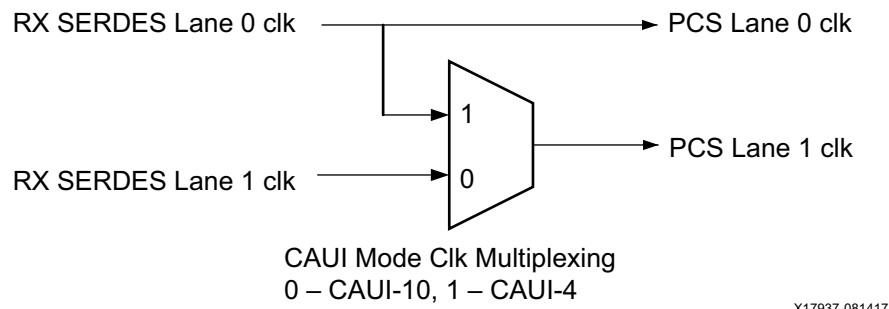 RX SERDES Lane 0 clk
PCS Lane 0 clk
1
PCS Lane 1 clk
RX SERDES Lane 1 clk
0
CAUI Mode Clk Multiplexing
0 – CAUI-10, 1 – CAUI-4
X17937-081417